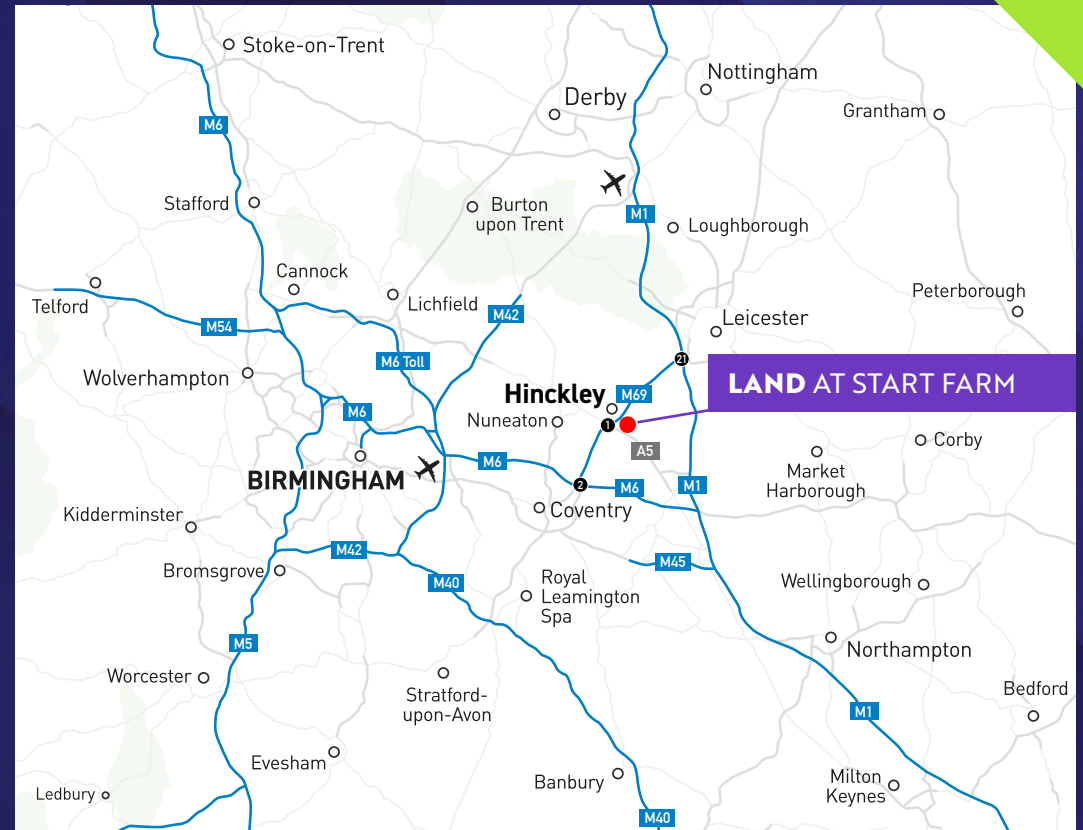 Stoke-on-Trent
Nottingham
Derby
Grantham
M6
Stafford
Burton
upon Trent
M1
Loughborough
Cannock
Telford
Lichfield
M42
Peterborough
M54
Leicester
M6 Toll
21
Wolverhampton
LAND AT START FARM
Hinckley
M69
M6
Nuneaton
1
A5
Corby
M6
BIRMINGHAM
Market
Harborough
2
M6
M1
Coventry
Kidderminster
M42
M45
Bromsgrove
M40
Royal
Leamington
Spa
Wellingborough
M5
Northampton
Worcester
Stratford-
upon-Avon
Bedford
M1
Evesham
Banbury
Milton
Keynes
Ledbury
M40